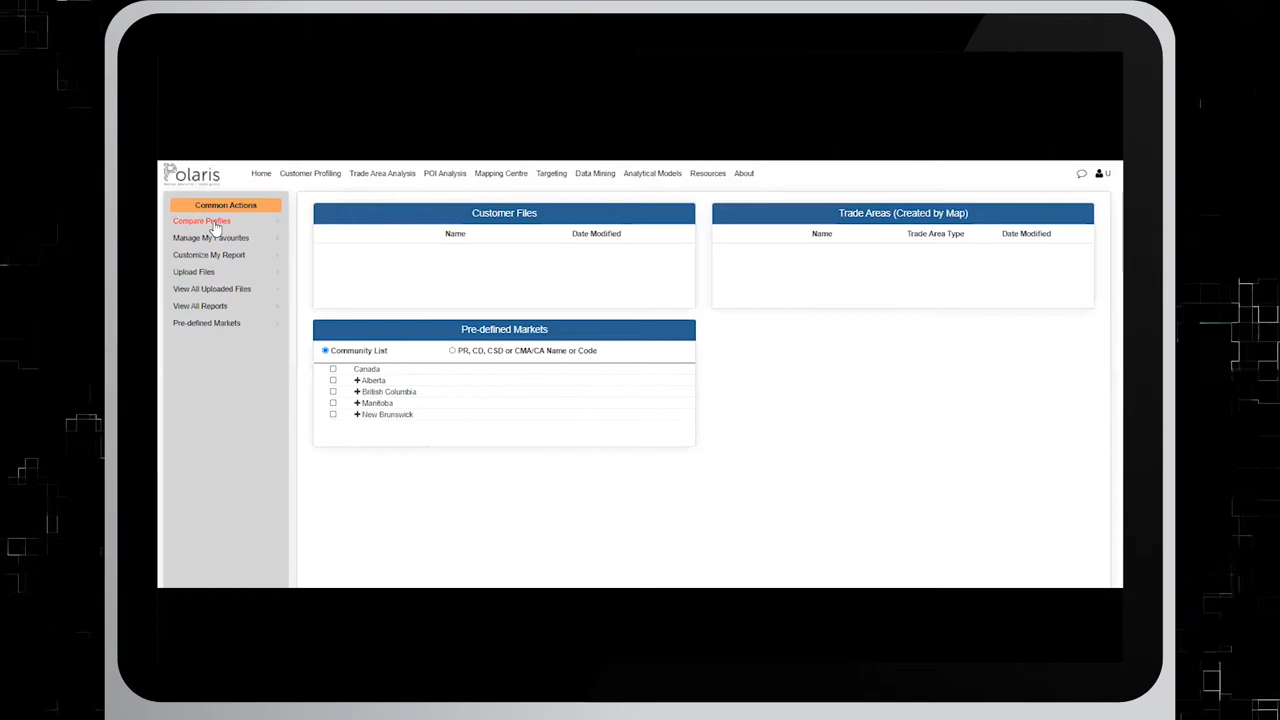 Polaris
Home Customer Profiling Trade Area Analysis POI Analysis Mapping Centre Targeting Data Mining Analytical Models Resources About U
Common Actions
Compare Profiles
Manage My Favourites
Customize My Report
Upload Files
View All Uploaded Files
View All Reports
Pre-defined Markets
Customer Files
Name Date Modified
Trade Areas (Created by Map)
Name Trade Area Type Date Modified
Pre-defined Markets
Community List PR, CD, CSD or CMA/CA Name or Code
Canada
Alberta
British Columbia
Manitoba
New Brunswick